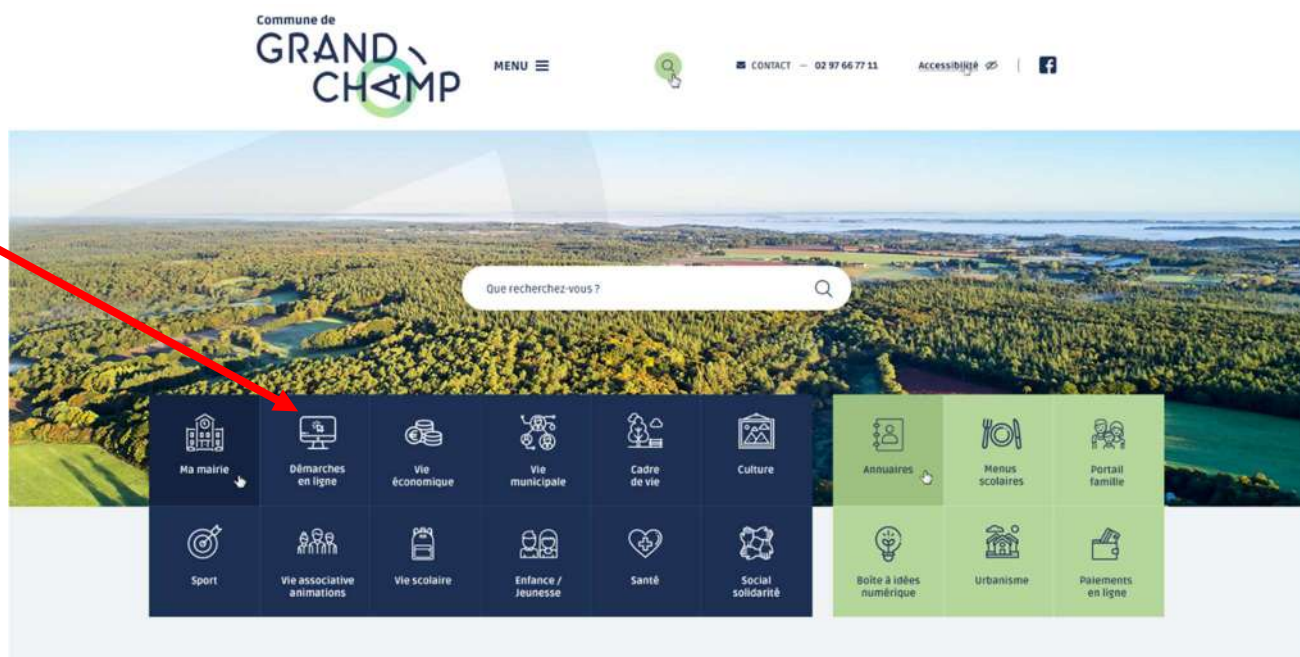 Commune de
GRAND
CHAMP
MENU
CONTACT — 02 97 66 77 11
Accessibilité
Que recherchez-vous ?
Ma mairie
Démarches
en ligne
Vie
économique
Vie
municipale
Cadre
de vie
Culture
Annuaires
Menus
scolaires
Portail
famille
Sport
Vie associative
animations
Vie scolaire
Enfance /
Jeunesse
Santé
Social
solidarité
Boîte à idées
numérique
Urbanisme
Paiements
en ligne